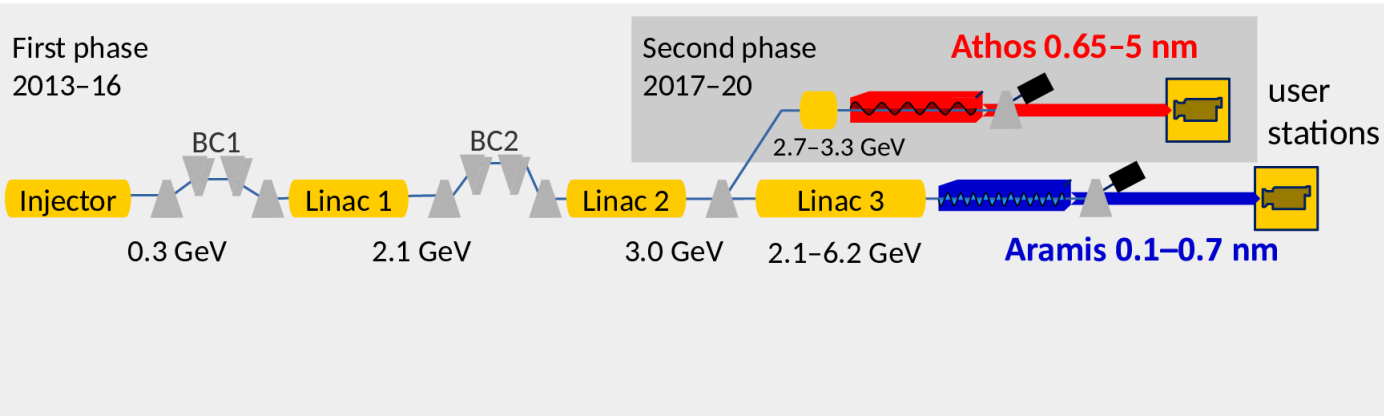 First phase
2013–16
Second phase
2017–20
Athos 0.65–5 nm
user
stations
2.7–3.3 GeV
BC1
BC2
Injector
Linac 1
Linac 2
Linac 3
0.3 GeV
2.1 GeV
3.0 GeV
2.1–6.2 GeV
Aramis 0.1–0.7 nm